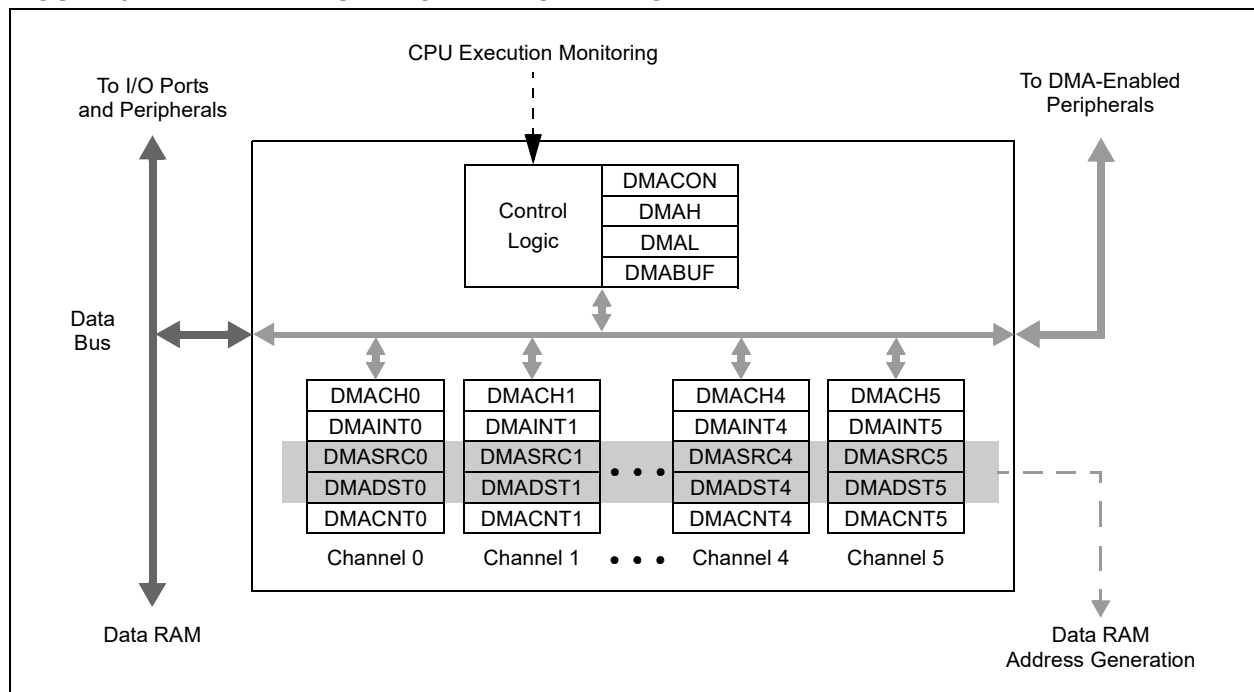 CPU Execution Monitoring
To I/O Ports
and Peripherals
To DMA-Enabled
Peripherals
Control
Logic
DMACON
DMAH
DMAL
DMABUF
Data
Bus
DMACH0
DMAINT0
DMASRC0
DMADST0
DMACNT0
Channel 0
DMACH1
DMAINT1
DMASRC1
DMADST1
DMACNT1
Channel 1
DMACH4
DMAINT4
DMASRC4
DMADST4
DMACNT4
Channel 4
DMACH5
DMAINT5
DMASRC5
DMADST5
DMACNT5
Channel 5
Data RAM
Data RAM
Address Generation